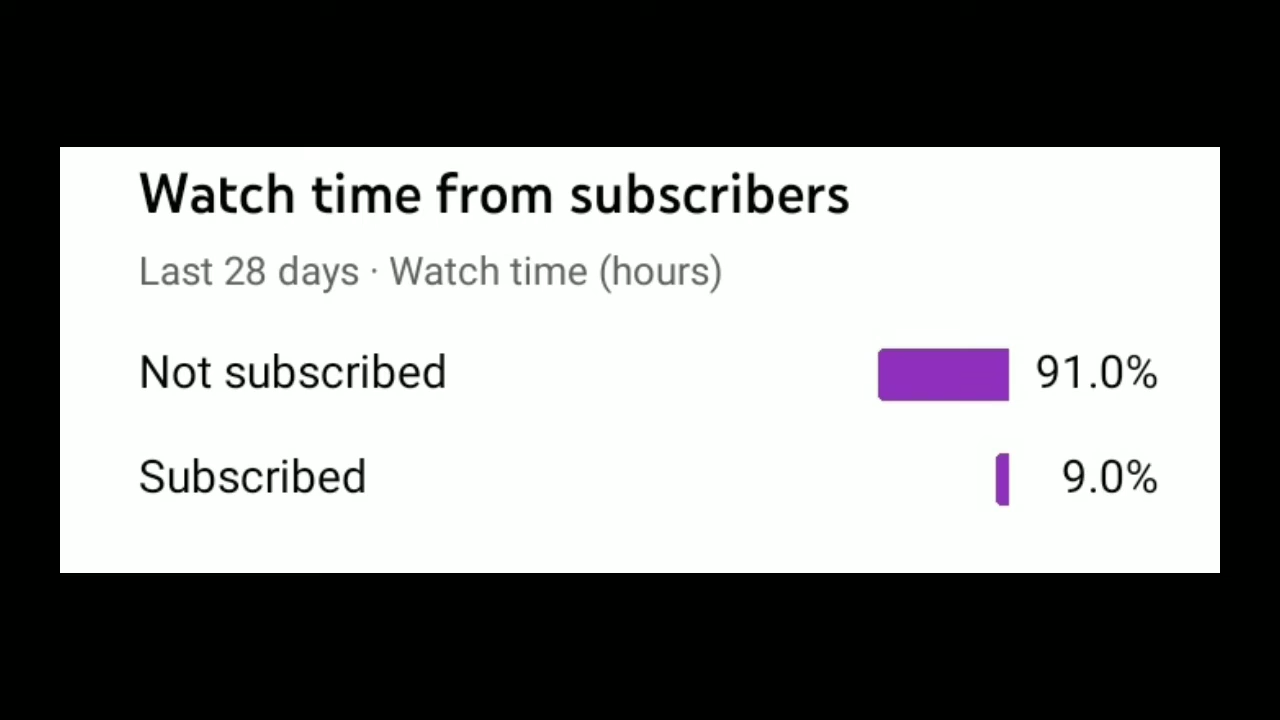 Watch time from subscribers
Last 28 days · Watch time (hours)
Not subscribed 91.0%
Subscribed 9.0%